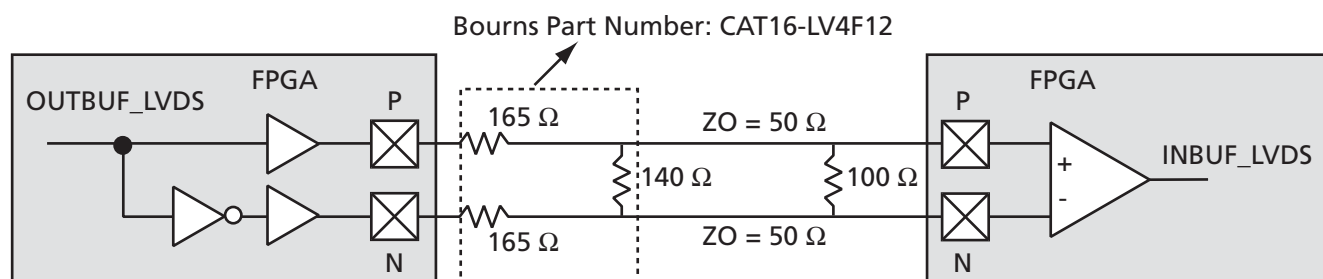 Bourns Part Number: CAT16-LV4F12
FPGA
FPGA
OUTBUF_LVDS
P
165 Ω
ZO = 50 Ω
P
+
-
INBUF_LVDS
140 Ω
100 Ω
165 Ω
ZO = 50 Ω
N
N